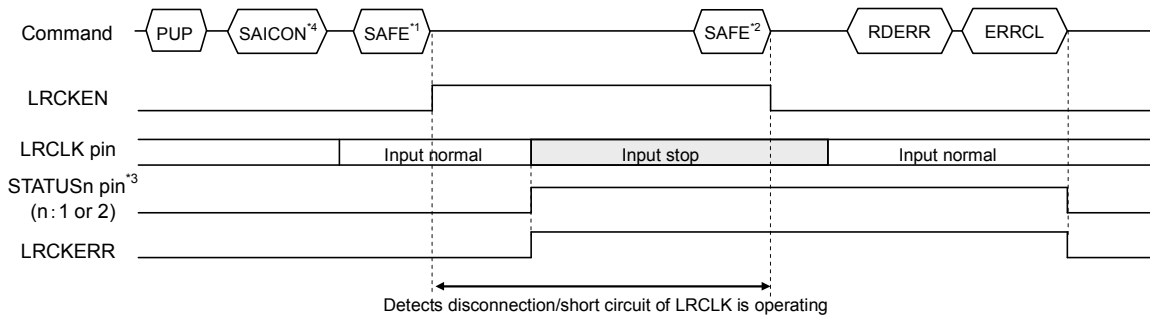 Command PUP SAICON*4 SAFE*1 SAFE*2 RDERR ERRCL
LRCKEN
LRCLK pin Input normal Input stop Input normal
STATUSn pin*3
(n:1 or 2)
LRCKERR
Detects disconnection/short circuit of LRCLK is operating